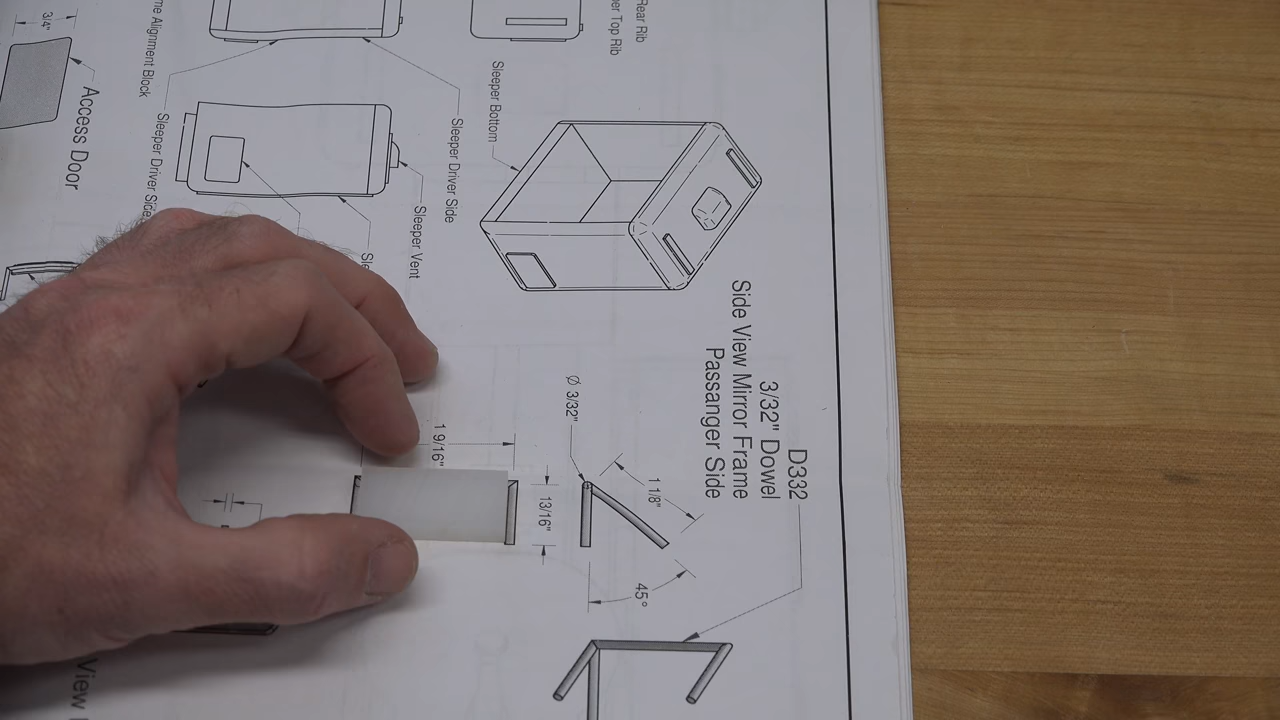 Rear Rib
er Top Rib
me Alignment Block
3/4"
Access Door
Sleeper Driver Side
Sleeper Bottom
Sleeper Driver Side
Sleeper Vent
Sle
D332
3/32" Dowel
Side View Mirror Frame
Passanger Side
Ø 3/32"
1 1/8"
1 9/16"
13/16"
45°
View